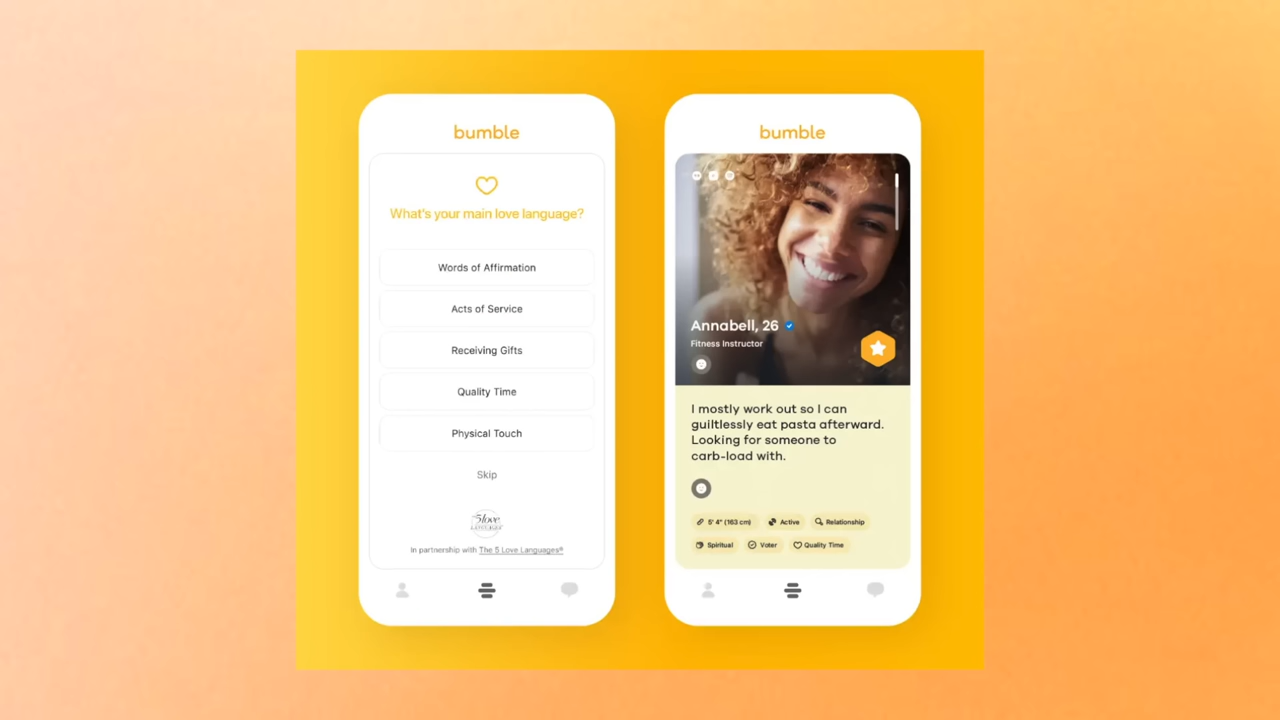 bumble
What's your main love language?
Words of Affirmation
Acts of Service
Receiving Gifts
Quality Time
Physical Touch
Skip
5 love
LANGUAGES
In partnership with The 5 Love Languages®
bumble
Annabell, 26
Fitness Instructor
I mostly work out so I can
guiltlessly eat pasta afterward.
Looking for someone to
carb-load with.
5' 4" (163 cm) Active Relationship
Spiritual Voter Quality Time